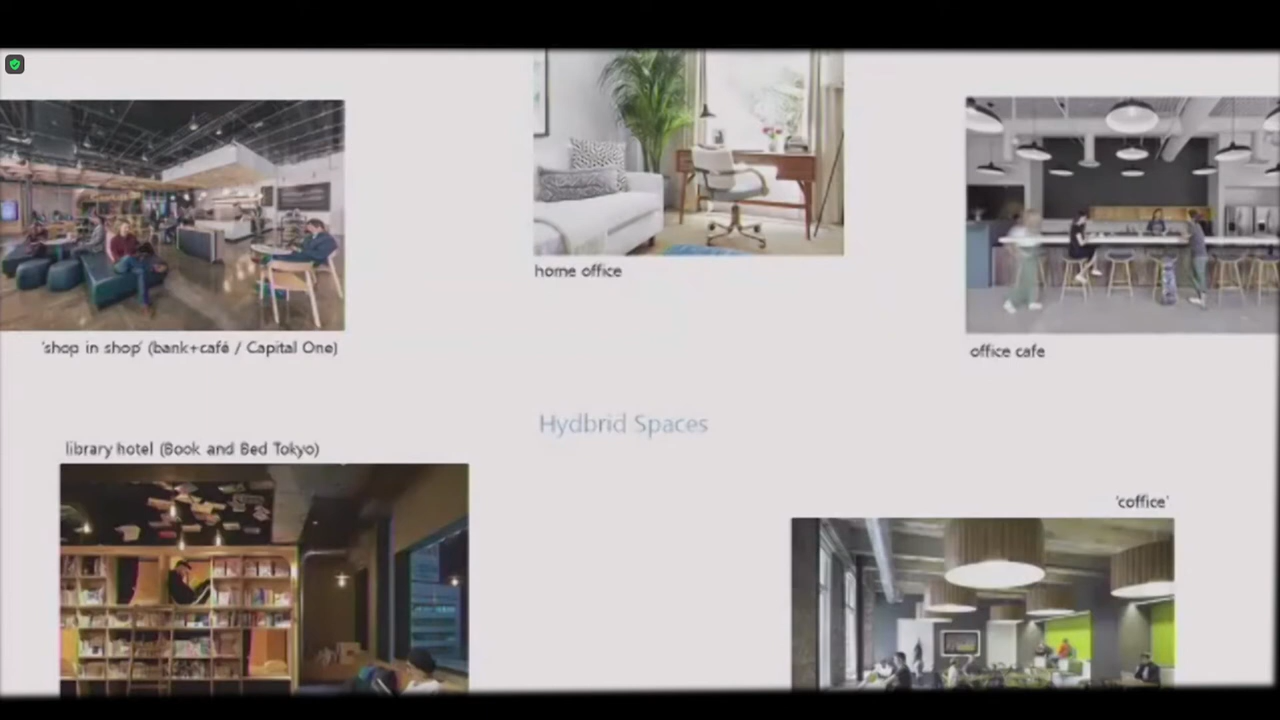 home office
'shop in shop' (bank+café / Capital One)
office cafe
Hydbrid Spaces
library hotel (Book and Bed Tokyo)
'coffice'